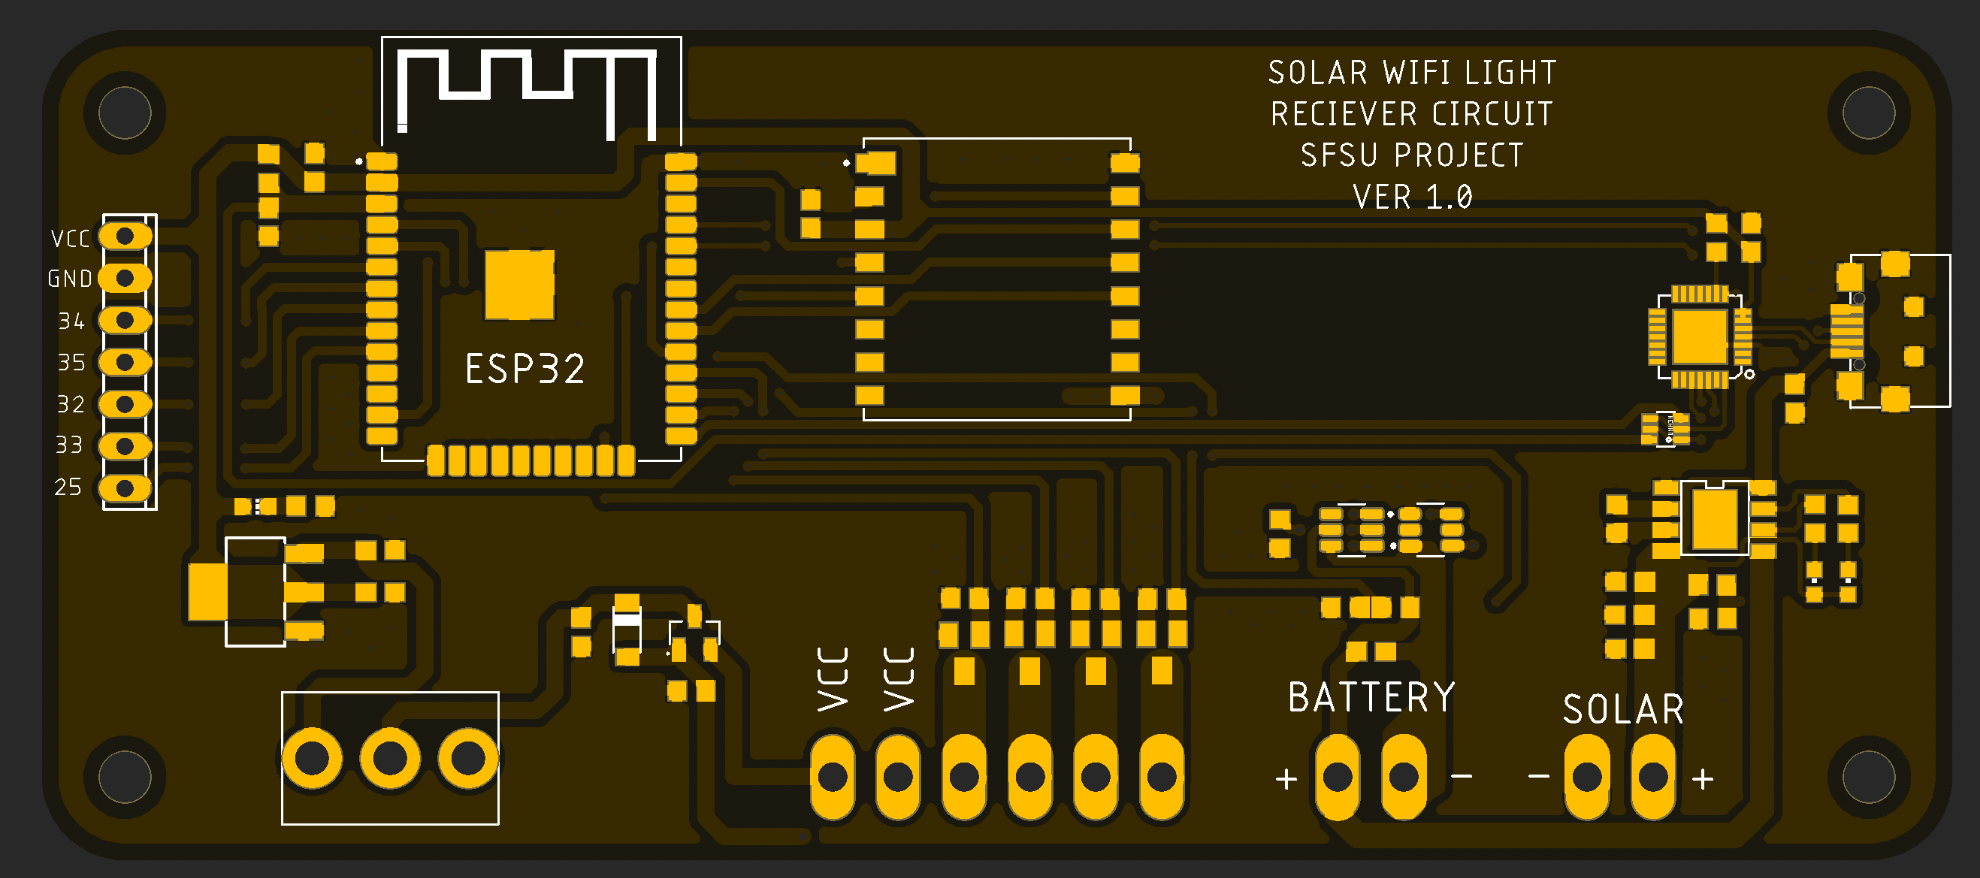 SOLAR WIFI LIGHT
RECIEVER CIRCUIT
SFSU PROJECT
VER 1.0
VCC
GND
34
35
32
33
25
ESP32
VCC
VCC
BATTERY
SOLAR
+
-
-
+